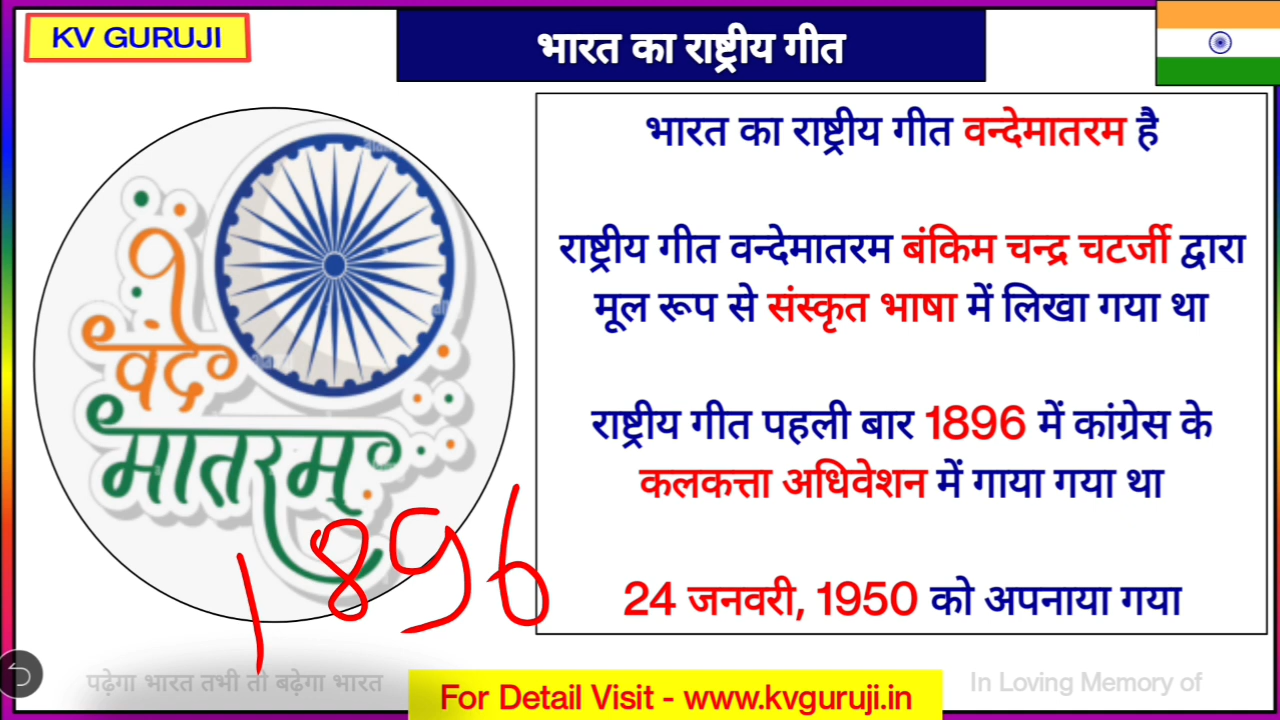 KV GURUJI
भारत का राष्ट्रीय गीत
भारत का राष्ट्रीय गीत वन्देमातरम है
राष्ट्रीय गीत वन्देमातरम बंकिम चन्द्र चटर्जी द्वारा
मूल रूप से संस्कृत भाषा में लिखा गया था
राष्ट्रीय गीत पहली बार 1896 में कांग्रेस के
कलकत्ता अधिवेशन में गाया गया था
24 जनवरी, 1950 को अपनाया गया
वंदे
मातरम्
1896
पढ़ेगा भारत तभी तो बढ़ेगा भारत
For Detail Visit - www.kvguruji.in
In Loving Memory of